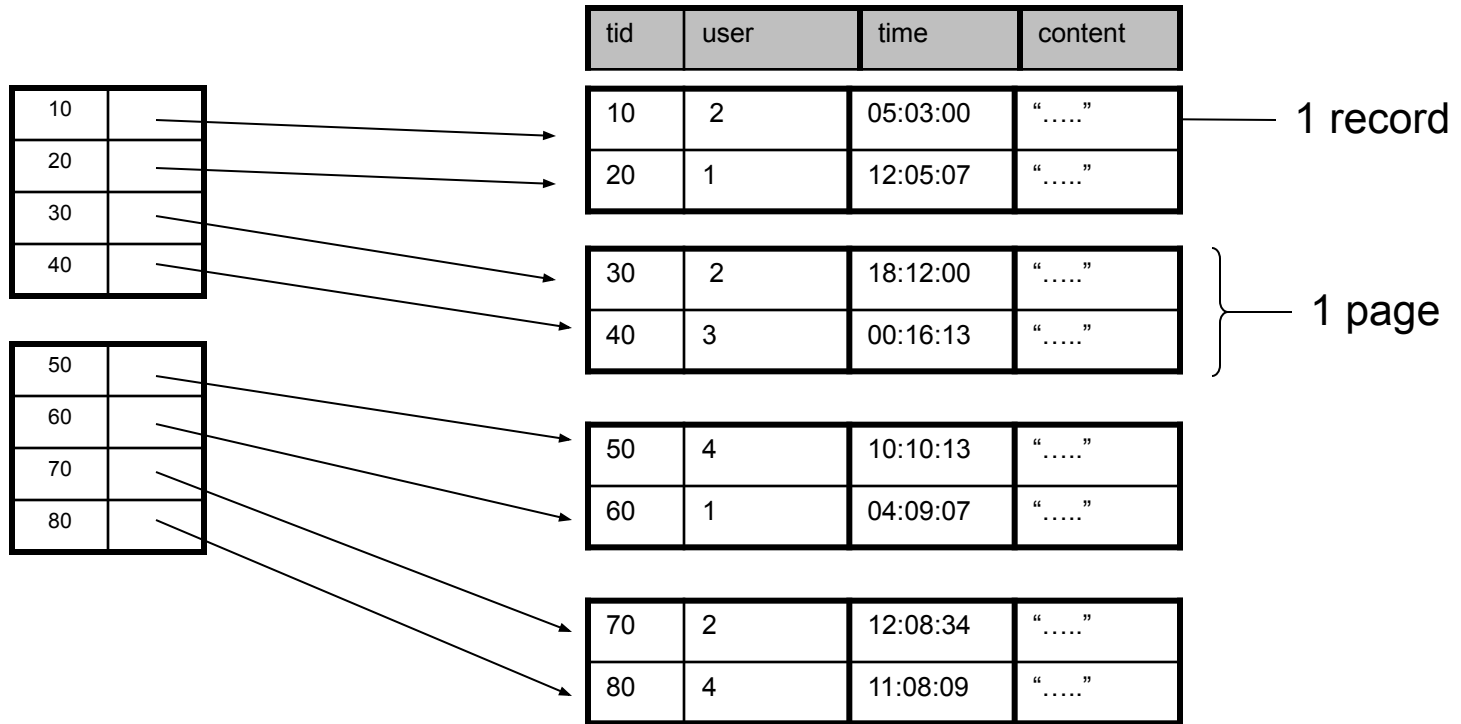 tid user time content
10
20
30
40
10 2 05:03:00 “…..”
20 1 12:05:07 “…..”
1 record
30 2 18:12:00 “…..”
40 3 00:16:13 “…..”
1 page
50
60
70
80
50 4 10:10:13 “…..”
60 1 04:09:07 “…..”
70 2 12:08:34 “…..”
80 4 11:08:09 “…..”